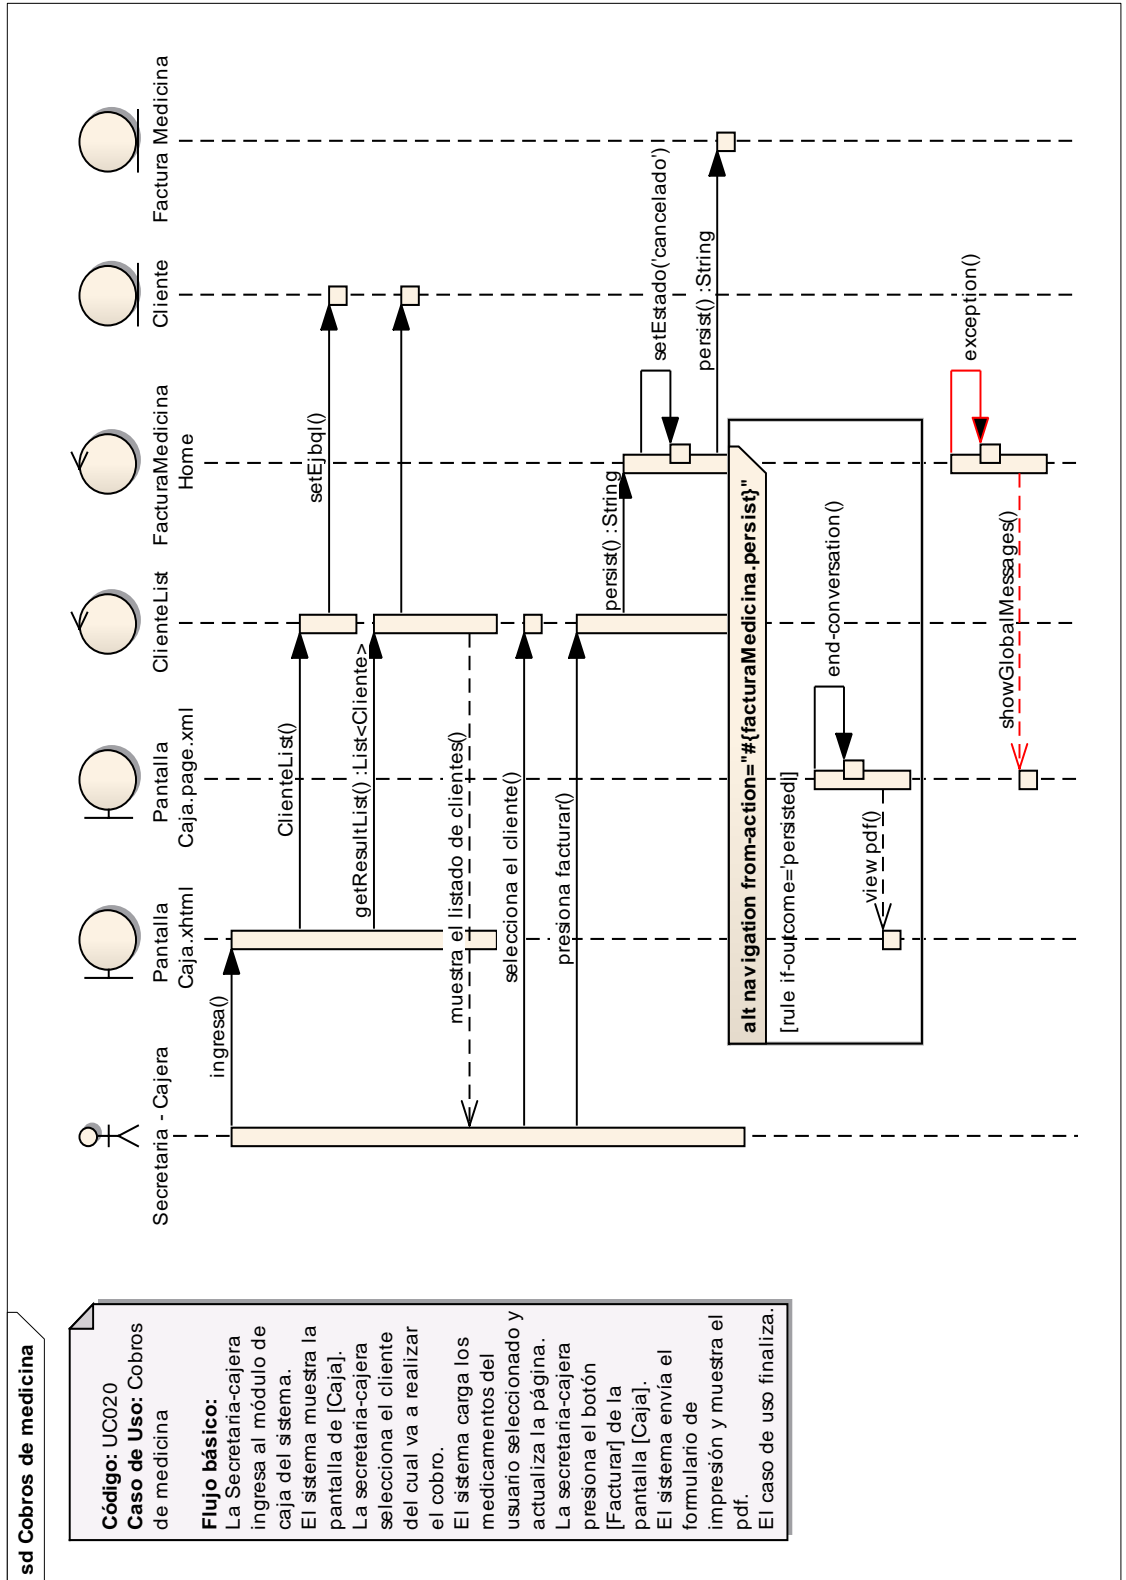 sd Cobros de medicina
Código: UC020
Caso de Uso: Cobros
de medicina
Flujo básico:
La Secretaria-cajera
ingresa al módulo de
caja del sistema.
El sistema muestra la
pantalla de [Caja].
La secretaria-cajera
selecciona el cliente
del cual va a realizar
el cobro.
El sistema carga los
medicamentos del
usuario seleccionado y
actualiza la página.
La secretaria-cajera
presiona el botón
[Facturar] de la
pantalla [Caja].
El sistema envía el
formulario de
impresión y muestra el
pdf.
El caso de uso finaliza.
Secretaria - Cajera
Pantalla
Caja.xhtml
Pantalla
Caja.page.xml
ClienteList
FacturaMedicina
Home
Cliente
Factura Medicina
ingresa()
ClienteList()
setEjbql()
getResultList() :List<Cliente>
muestra el listado de clientes()
selecciona el cliente()
presiona facturar()
persist() :String
setEstado('cancelado')
persist() :String
alt navigation from-action="#{facturaMedicina.persist}"
[rule if-outcome='persisted]
end-conversation()
view pdf()
exception()
showGlobalMessages()